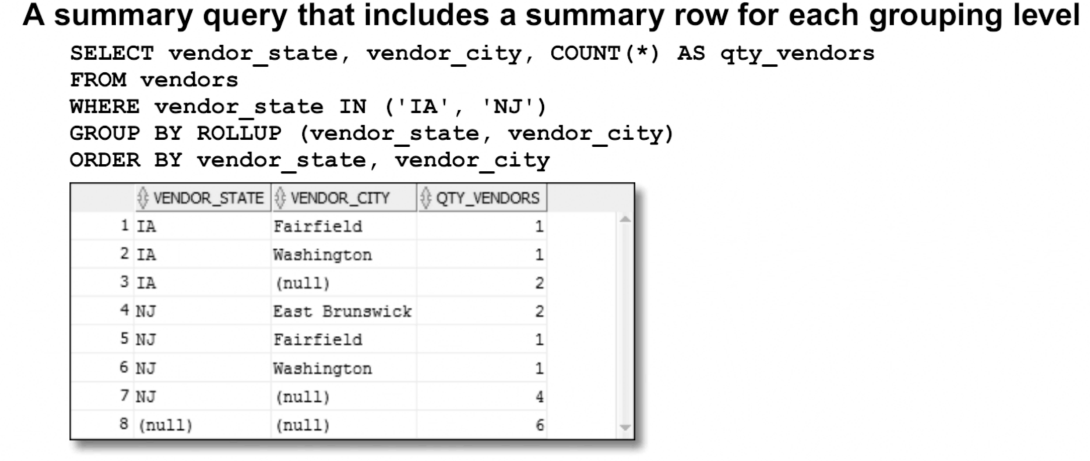 A summary query that includes a summary row for each grouping level
SELECT vendor_state, vendor_city, COUNT(*) AS qty_vendors
FROM vendors
WHERE vendor_state IN ('IA', 'NJ')
GROUP BY ROLLUP (vendor_state, vendor_city)
ORDER BY vendor_state, vendor_city
VENDOR_STATE VENDOR_CITY QTY_VENDORS
1 IA Fairfield 1
2 IA Washington 1
3 IA (null) 2
4 NJ East Brunswick 2
5 NJ Fairfield 1
6 NJ Washington 1
7 NJ (null) 4
8 (null) (null) 6